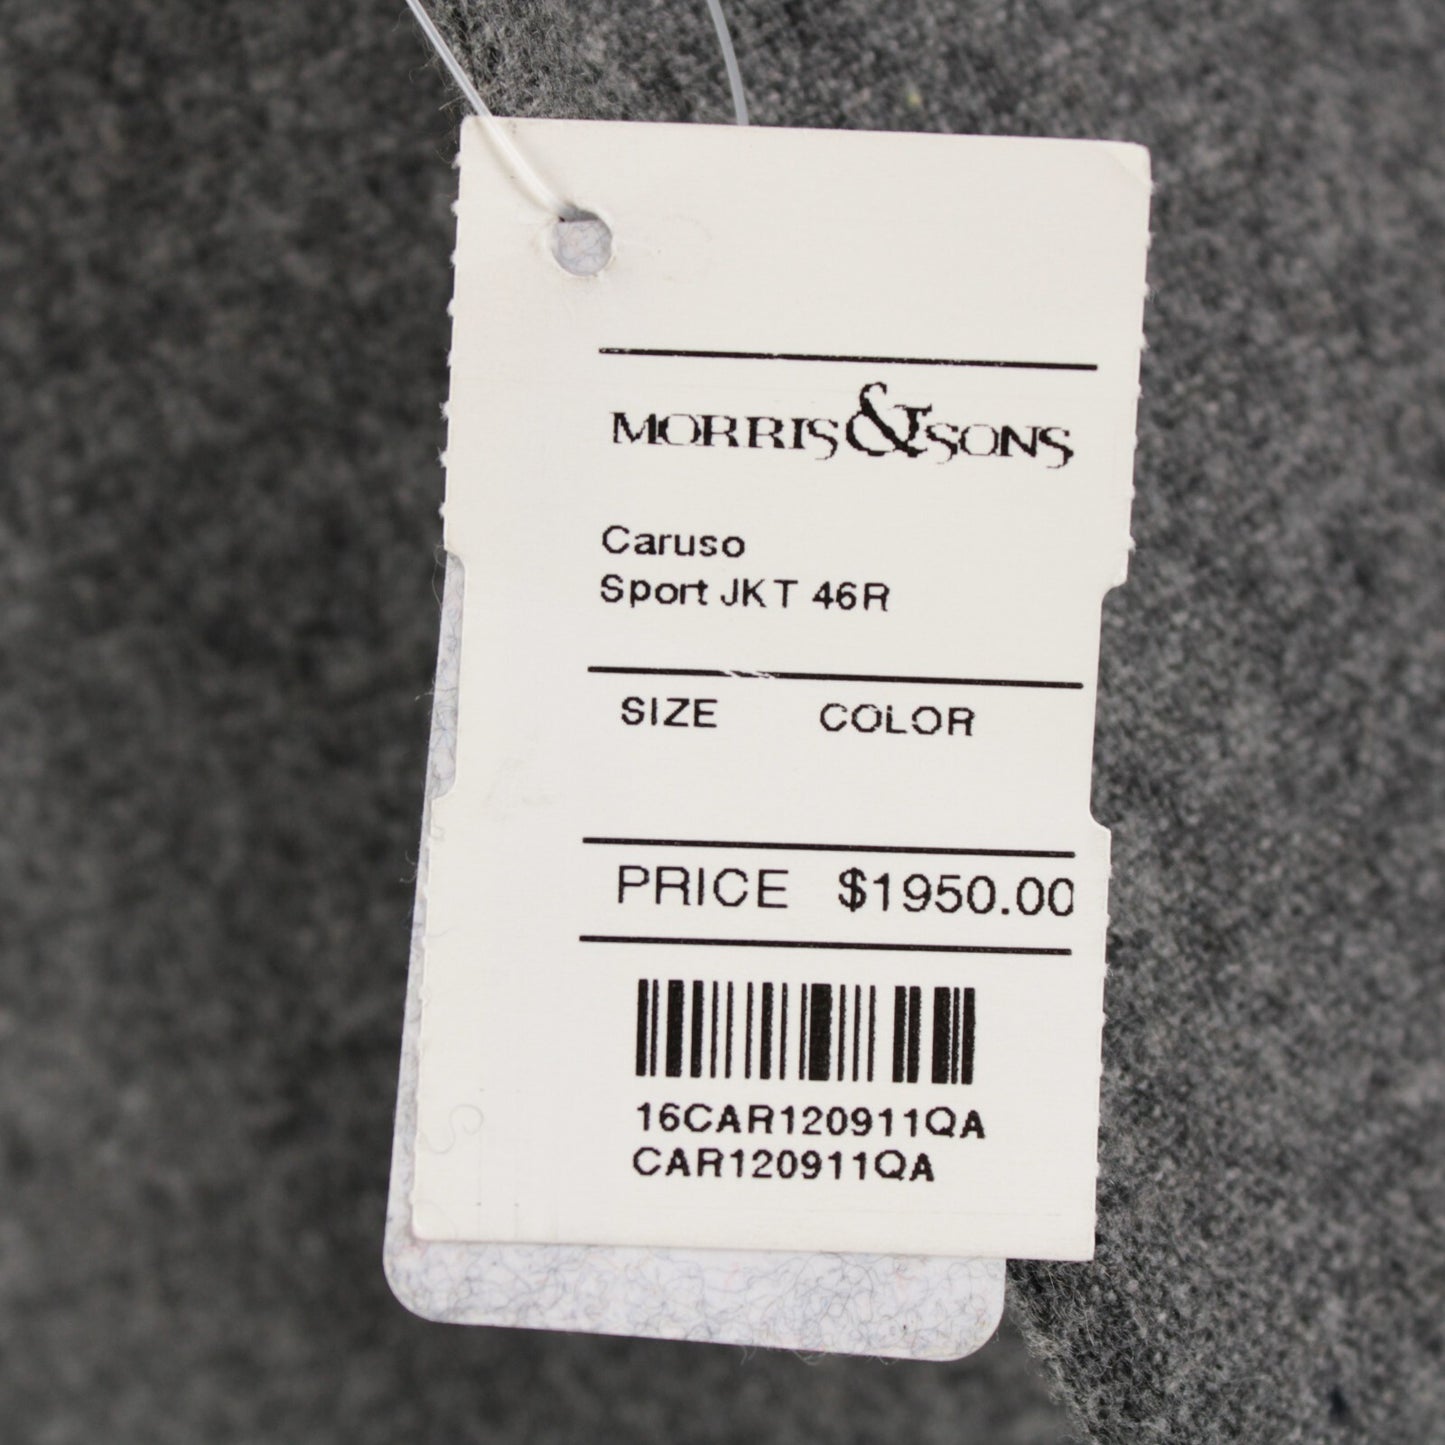 MORRIS&SONS
Caruso
Sport JKT 46R
SIZE COLOR
PRICE $1950.00
16CAR120911QA
CAR120911QA